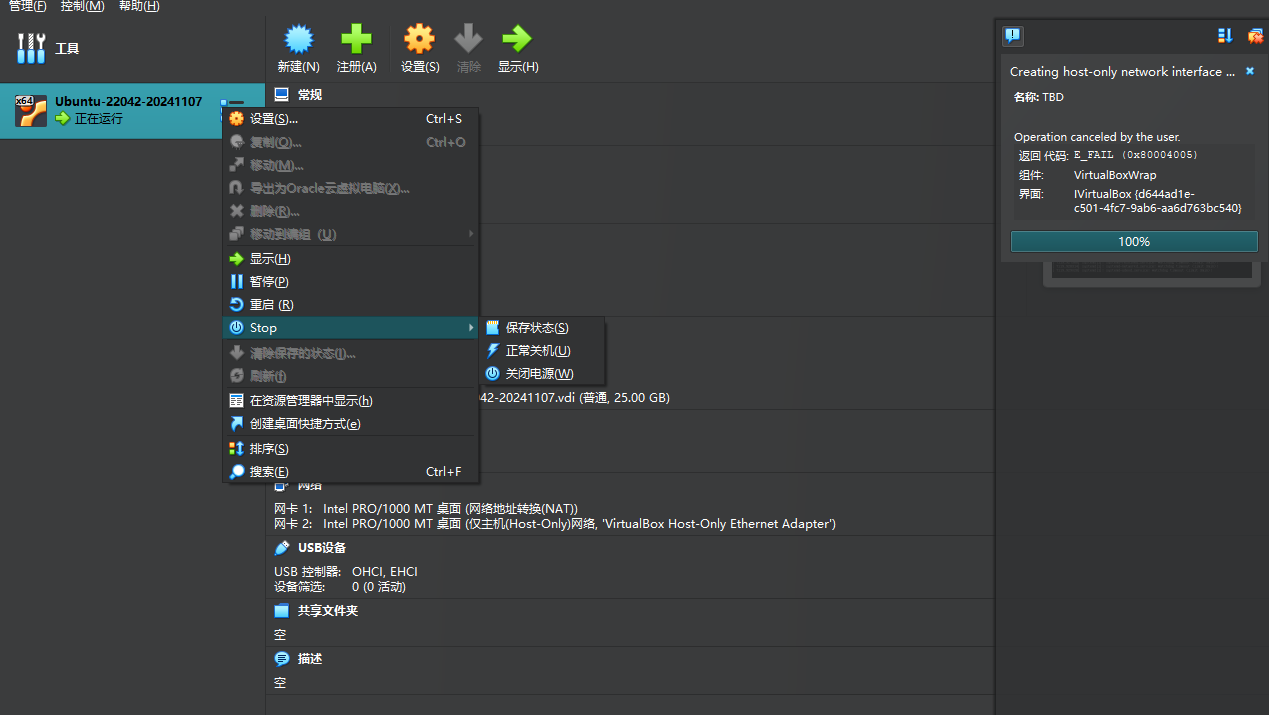 管理(F) 控制(M) 帮助(H)
工具
新建(N) 注册(A) 设置(S) 清除 显示(H)
x64
Ubuntu-22042-20241107
正在运行
常规
设置(S)... Ctrl+S
复制(O)... Ctrl+O
移动(M)...
导出为Oracle云虚拟电脑(X)...
删除(R)...
移动到编组 (U)
显示(H)
暂停(P)
重启 (R)
Stop
清除保存的状态(I)...
刷新(f)
在资源管理器中显示(h)
创建桌面快捷方式(e)
排序(S)
搜索(E) Ctrl+F
保存状态(S)
正常关机(U)
关闭电源(W)
42-20241107.vdi (普通, 25.00 GB)
网络
网卡 1: Intel PRO/1000 MT 桌面 (网络地址转换(NAT))
网卡 2: Intel PRO/1000 MT 桌面 (仅主机(Host-Only)网络, 'VirtualBox Host-Only Ethernet Adapter')
USB设备
USB 控制器: OHCI, EHCI
设备筛选: 0 (0 活动)
共享文件夹
空
描述
空
Creating host-only network interface ...
名称: TBD
Operation canceled by the user.
返回 代码: E_FAIL (0x80004005)
组件: VirtualBoxWrap
界面: IVirtualBox {d644ad1e-
c501-4fc7-9ab6-aa6d763bc540}
100%